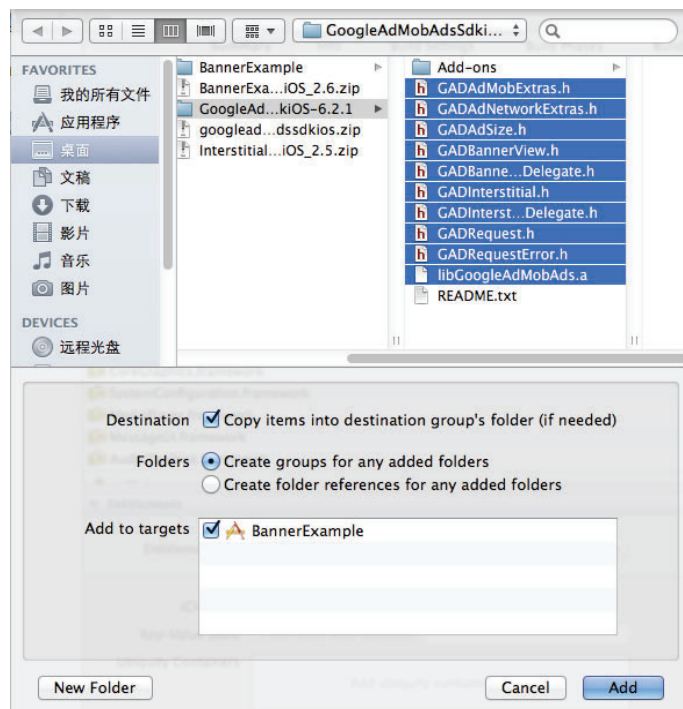 GoogleAdMobAdsSdki...
FAVORITES
我的所有文件
应用程序
桌面
文稿
下载
影片
音乐
图片
DEVICES
远程光盘
BannerExample
BannerExa...iOS_2.6.zip
GoogleAd...kiOS-6.2.1
googlead...dssdkios.zip
Interstitial...iOS_2.5.zip
Add-ons
GADAdMobExtras.h
GADAdNetworkExtras.h
GADAdSize.h
GADBannerView.h
GADBanne...Delegate.h
GADInterstitial.h
GADInterst...Delegate.h
GADRequest.h
GADRequestError.h
libGoogleAdMobAds.a
README.txt
Destination Copy items into destination group's folder (if needed)
Folders Create groups for any added folders
Create folder references for any added folders
Add to targets BannerExample
New Folder
Cancel
Add